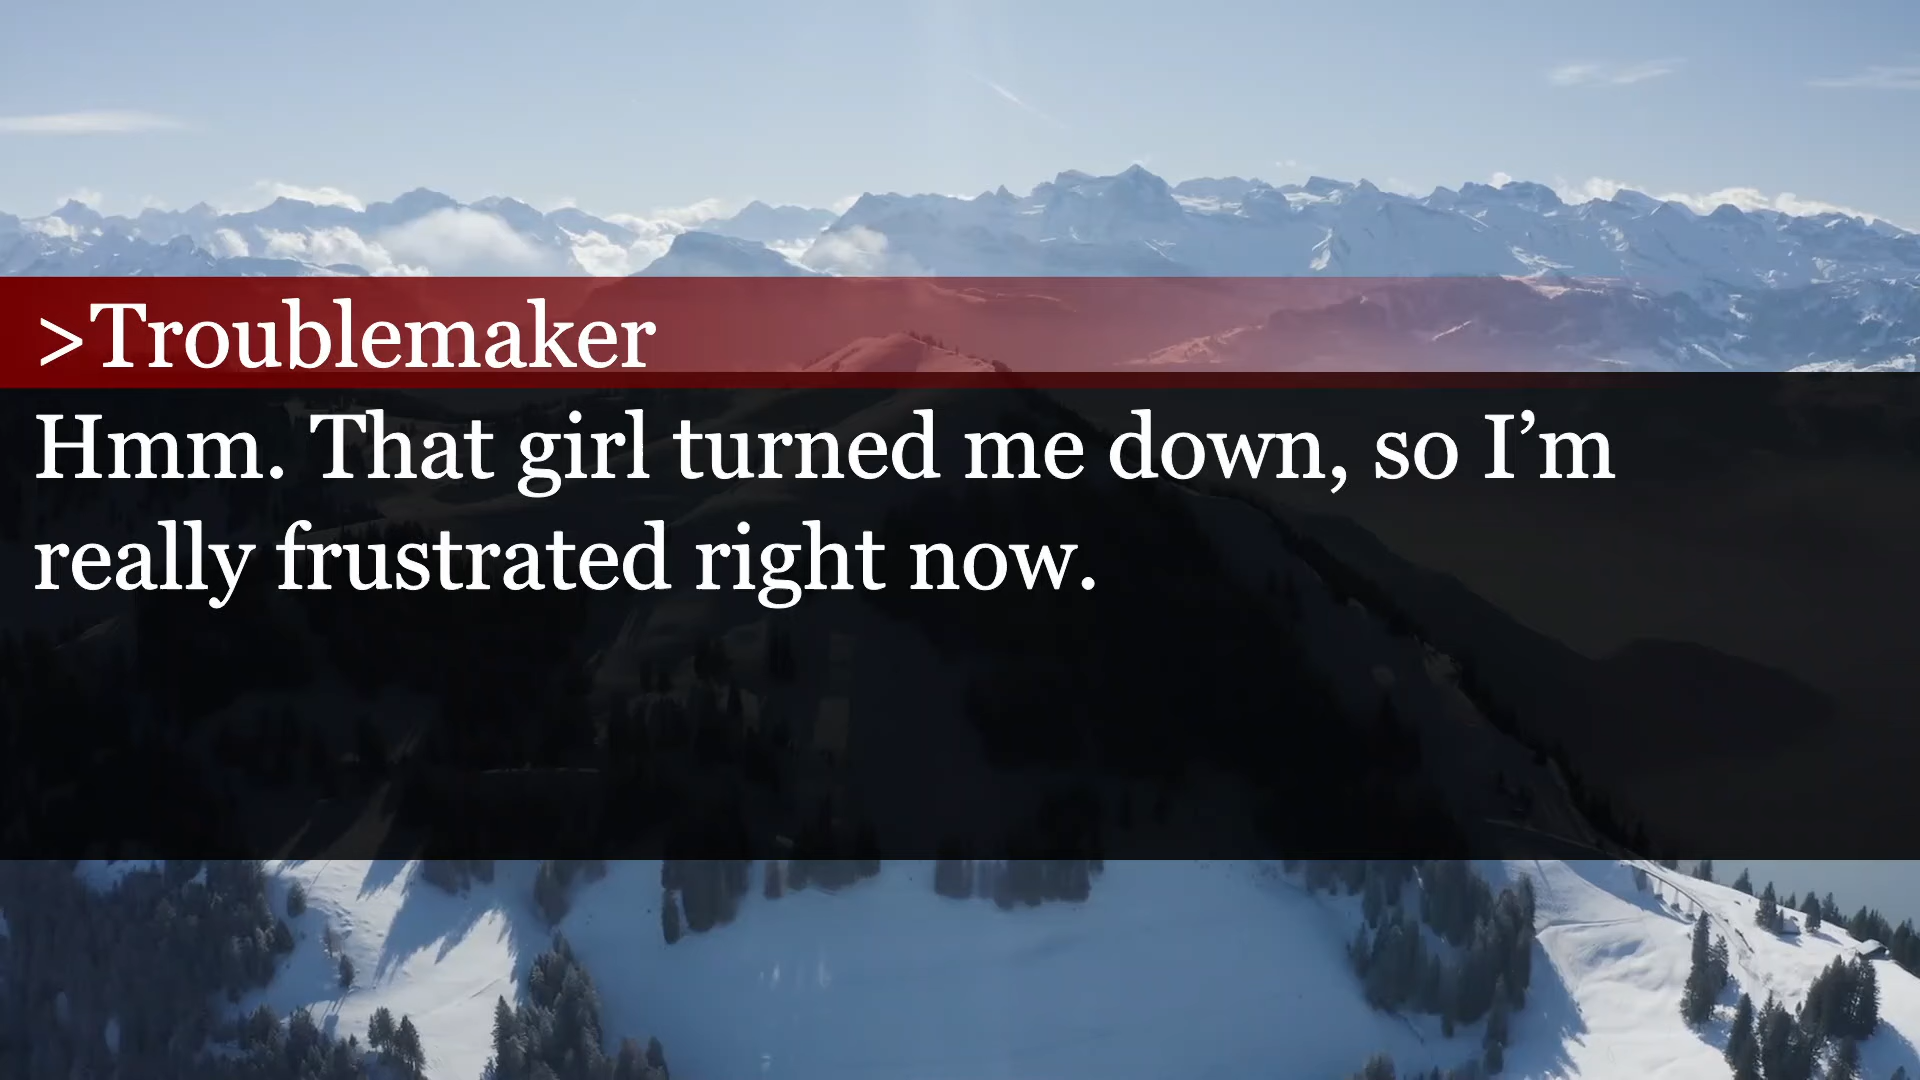 >Troublemaker
Hmm. That girl turned me down, so I’m
really frustrated right now.